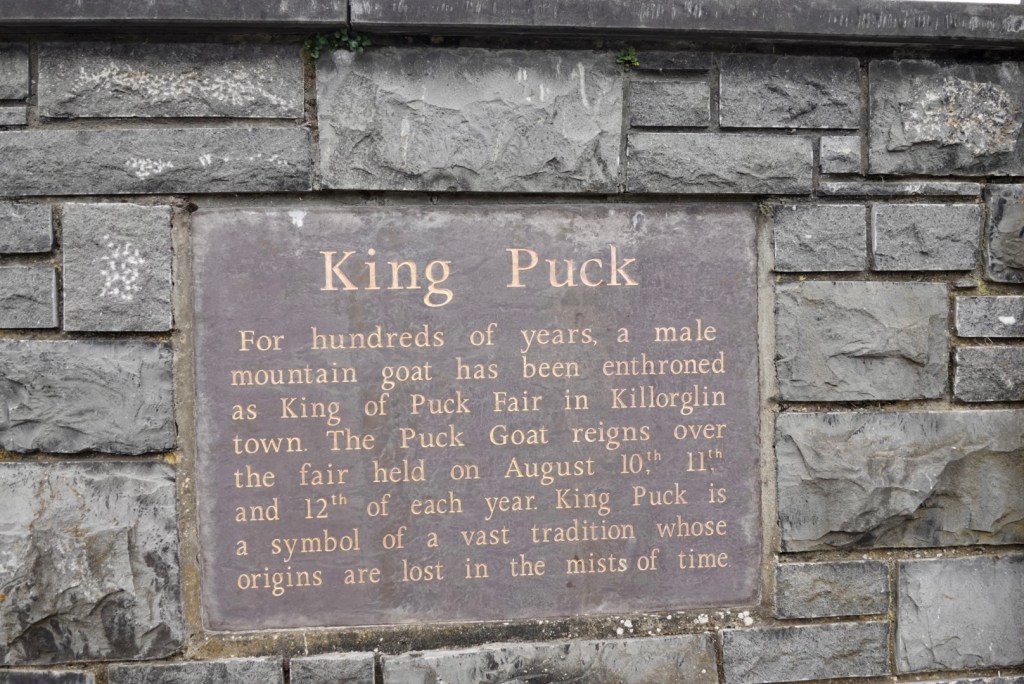 King Puck
For hundreds of years, a male
mountain goat has been enthroned
as King of Puck Fair in Killorglin
town. The Puck Goat reigns over
the fair held on August 10th, 11th,
and 12th of each year. King Puck is
a symbol of a vast tradition whose
origins are lost in the mists of time